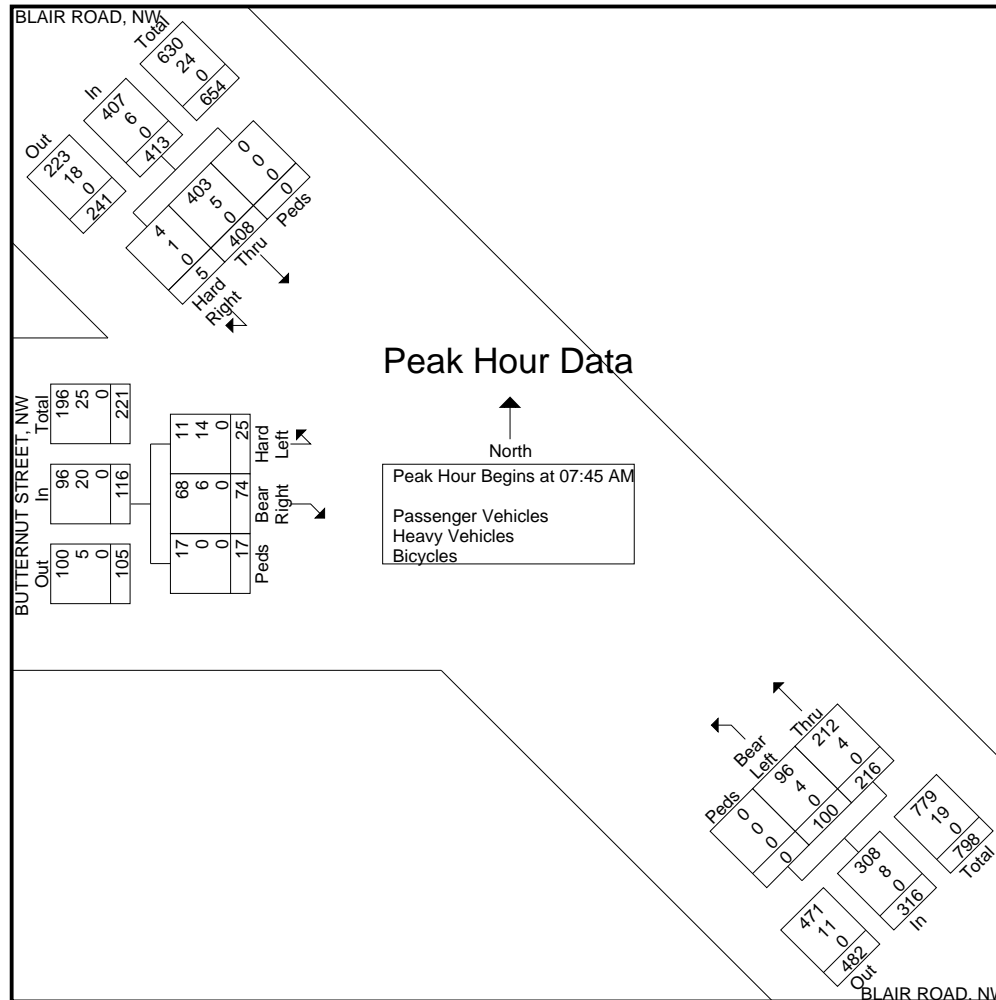 BLAIR ROAD, NW
Out
223
18
0
241
In
407
6
0
413
Total
630
24
0
654
4
1
0
5
Hard
Right
403
5
0
408
Thru
0
0
0
0
Peds
BUTTERNUT STREET, NW
Total
196
25
0
221
In
96
20
0
116
Out
100
5
0
105
11
14
0
25
Hard
Left
68
6
0
74
Bear
Right
17
0
0
17
Peds
Peak Hour Data
North
Peak Hour Begins at 07:45 AM
Passenger Vehicles
Heavy Vehicles
Bicycles
Peds
0
0
0
0
Bear
Left
96
4
0
100
Thru
212
4
0
216
471
11
0
482
Out
308
8
0
316
In
779
19
0
798
Total
BLAIR ROAD, NW